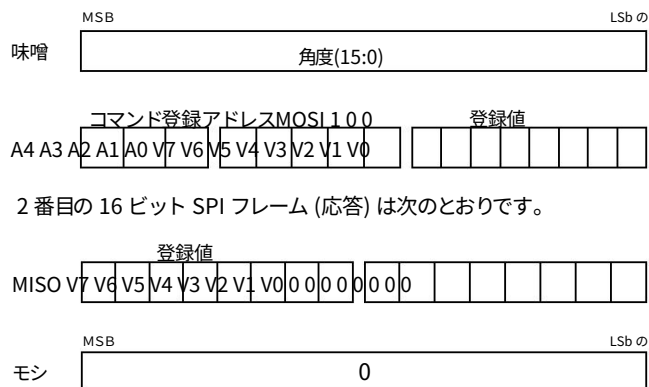 MSB LSb の
味噌 角度(15:0)
コマンド登録アドレスMOSI 1 0 0 登録値
A4 A3 A2 A1 A0 V7 V6 V5 V4 V3 V2 V1 V0
2 番目の 16 ビット SPI フレーム (応答) は次のとおりです。
登録値
MISO V7 V6 V5 V4 V3 V2 V1 V0 0 0 0 0 0 0 0 0
MSB LSb の
モシ 0